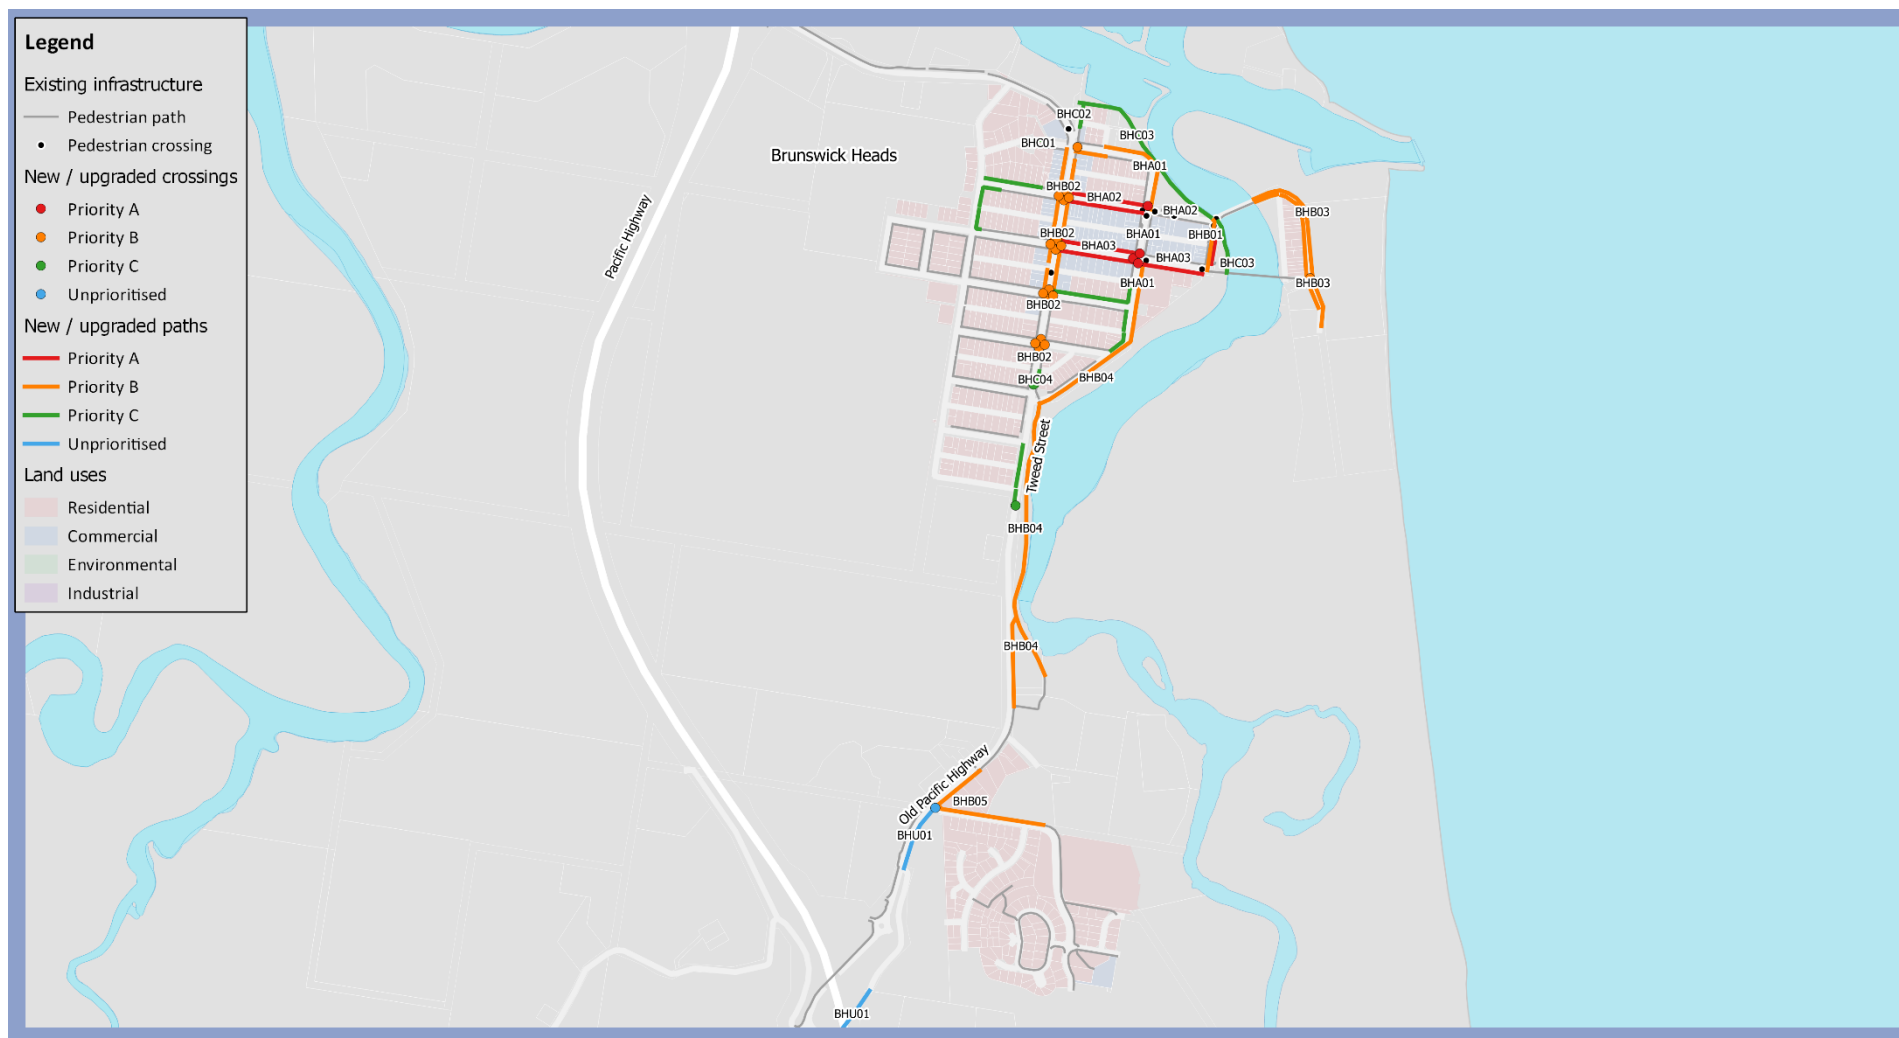 Legend
Existing infrastructure
Pedestrian path
Pedestrian crossing
New / upgraded crossings
Priority A
Priority B
Priority C
Unprioritised
New / upgraded paths
Priority A
Priority B
Priority C
Unprioritised
Land uses
Residential
Commercial
Environmental
Industrial
Pacific Highway
Brunswick Heads
BHC02
BHC01
BHC03
BHA01
BHB02
BHA02
BHA02
BHB03
BHB02
BHA03
BHA01
BHB01
BHA03
BHC03
BHA01
BHB03
BHB02
BHB02
BHC04
BHB04
Tweed Street
BHB04
BHB04
Old Pacific Highway
BHB05
BHU01
BHU01